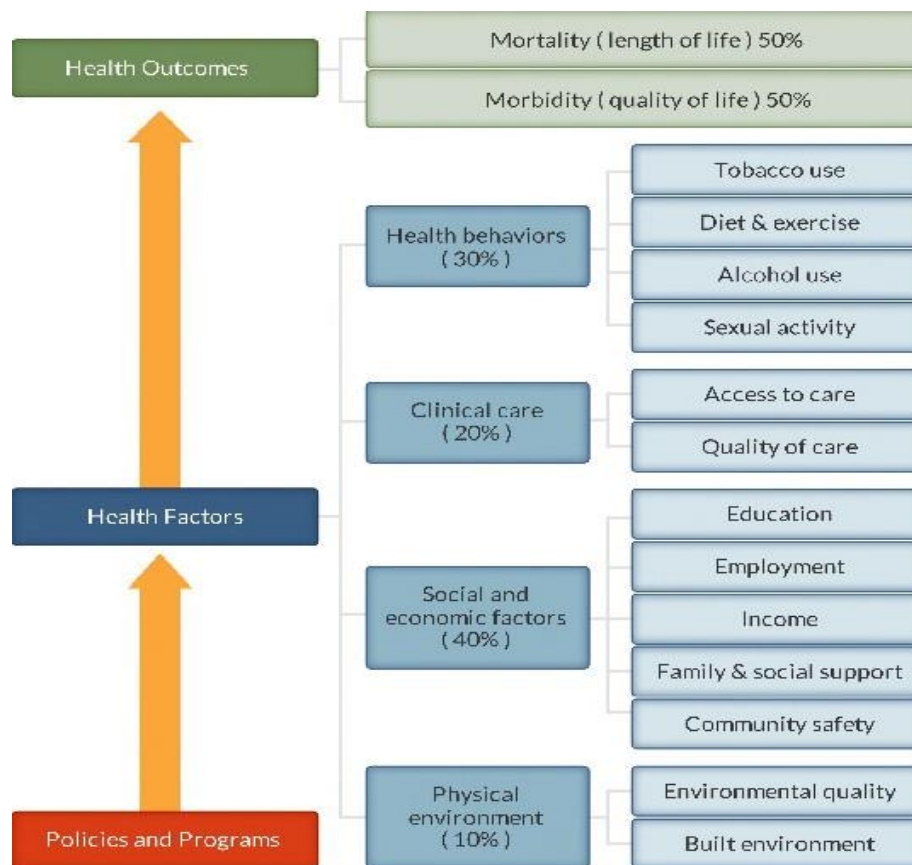 Health Outcomes
Mortality ( length of life ) 50%
Morbidity ( quality of life ) 50%
Health Factors
Health behaviors
( 30% )
Tobacco use
Diet & exercise
Alcohol use
Sexual activity
Clinical care
( 20% )
Access to care
Quality of care
Social and
economic factors
( 40% )
Education
Employment
Income
Family & social support
Community safety
Physical
environment
( 10% )
Environmental quality
Built environment
Policies and Programs